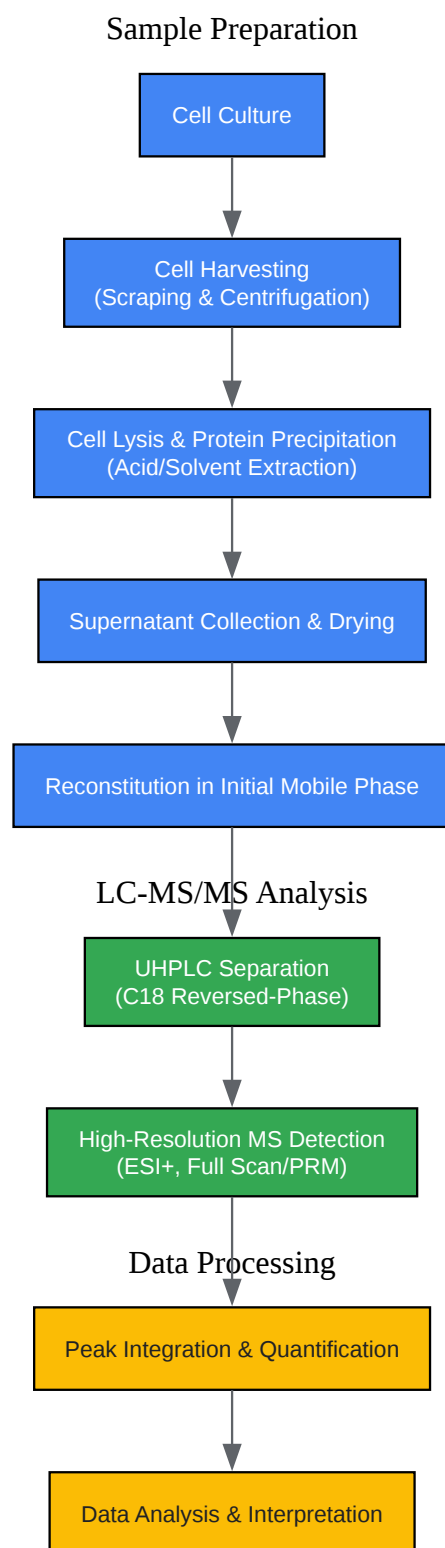 Sample Preparation
Cell Culture
Cell Harvesting
(Scraping & Centrifugation)
Cell Lysis & Protein Precipitation
(Acid/Solvent Extraction)
Supernatant Collection & Drying
Reconstitution in Initial Mobile Phase
LC-MS/MS Analysis
UHPLC Separation
(C18 Reversed-Phase)
High-Resolution MS Detection
(ESI+, Full Scan/PRM)
Data Processing
Peak Integration & Quantification
Data Analysis & Interpretation